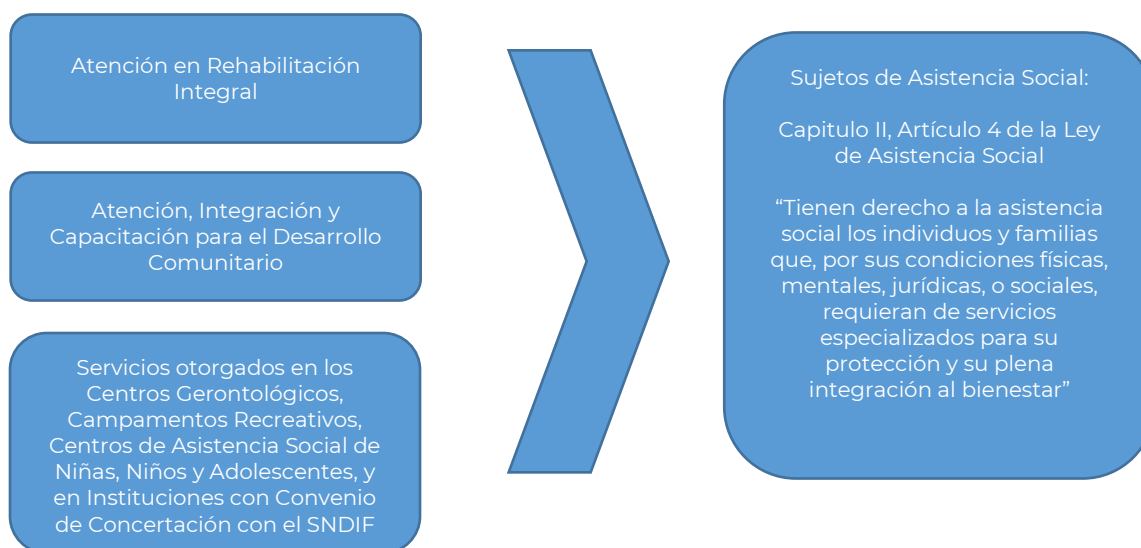 Atención en Rehabilitación
Integral
Atención, Integración y
Capacitación para el Desarrollo
Comunitario
Servicios otorgados en los
Centros Gerontológicos,
Campamentos Recreativos,
Centros de Asistencia Social de
Niñas, Niños y Adolescentes, y
en Instituciones con Convenio
de Concertación con el SNDIF
Sujetos de Asistencia Social:
Capitulo II, Artículo 4 de la Ley
de Asistencia Social
“Tienen derecho a la asistencia
social los individuos y familias
que, por sus condiciones físicas,
mentales, jurídicas, o sociales,
requieran de servicios
especializados para su
protección y su plena
integración al bienestar”